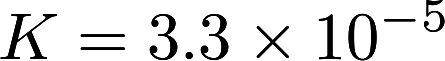 K = 3.3 × 10⁻⁵